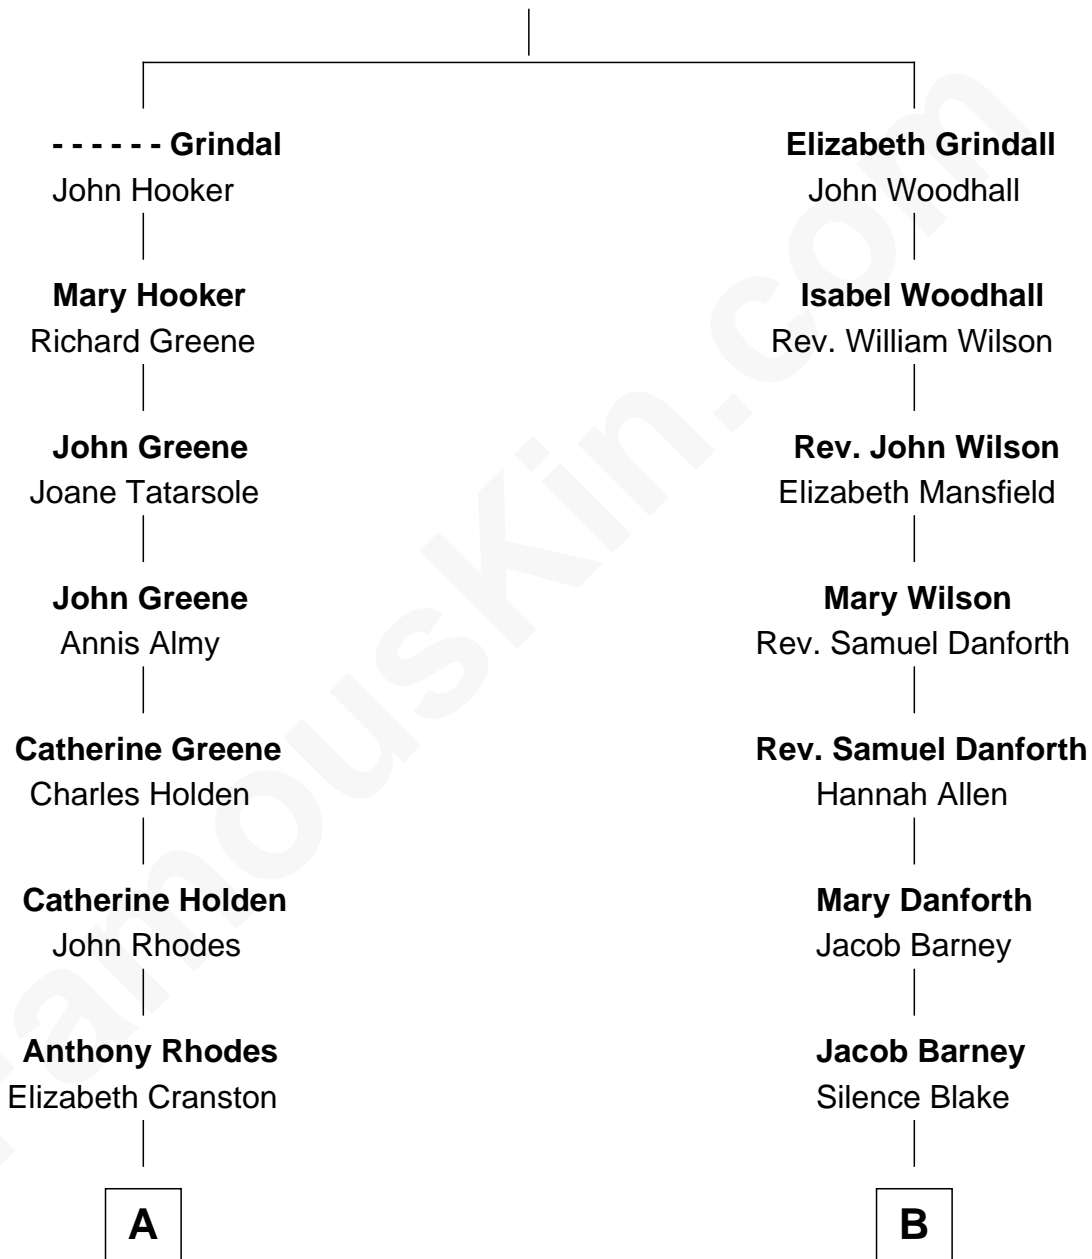 - - - - - - Grindal
John Hooker
Mary Hooker
Richard Greene
John Greene
Joane Tatarsole
John Greene
Annis Almy
Catherine Greene
Charles Holden
Catherine Holden
John Rhodes
Anthony Rhodes
Elizabeth Cranston
A
Elizabeth Grindall
John Woodhall
Isabel Woodhall
Rev. William Wilson
Rev. John Wilson
Elizabeth Mansfield
Mary Wilson
Rev. Samuel Danforth
Rev. Samuel Danforth
Hannah Allen
Mary Danforth
Jacob Barney
Jacob Barney
Silence Blake
B
FamousKin.com